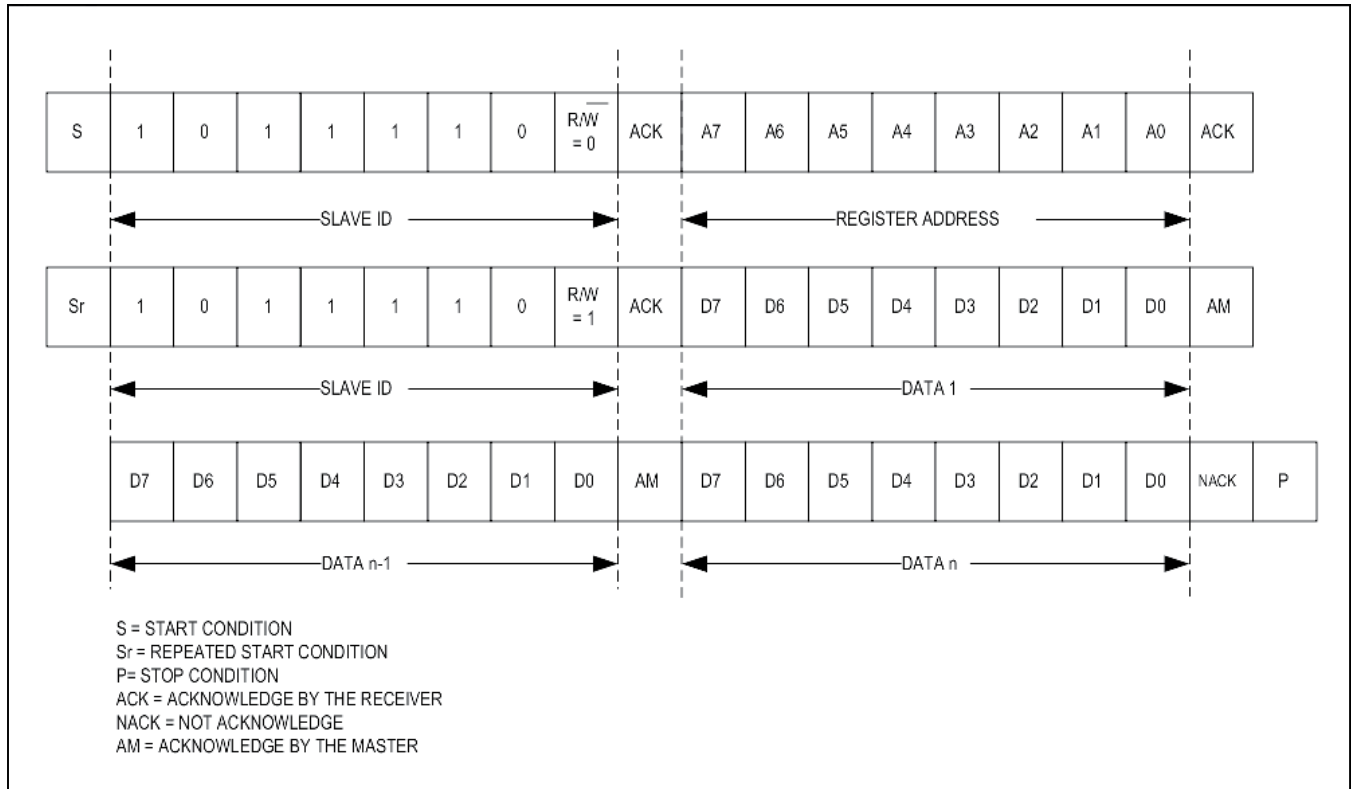 S 1 0 1 1 1 1 0 R/W = 0 ACK A7 A6 A5 A4 A3 A2 A1 A0 ACK
SLAVE ID REGISTER ADDRESS
Sr 1 0 1 1 1 1 0 R/W = 1 ACK D7 D6 D5 D4 D3 D2 D1 D0 AM
SLAVE ID DATA 1
D7 D6 D5 D4 D3 D2 D1 D0 AM D7 D6 D5 D4 D3 D2 D1 D0 NACK P
DATA n-1 DATA n
S = START CONDITION
Sr = REPEATED START CONDITION
P= STOP CONDITION
ACK = ACKNOWLEDGE BY THE RECEIVER
NACK = NOT ACKNOWLEDGE
AM = ACKNOWLEDGE BY THE MASTER